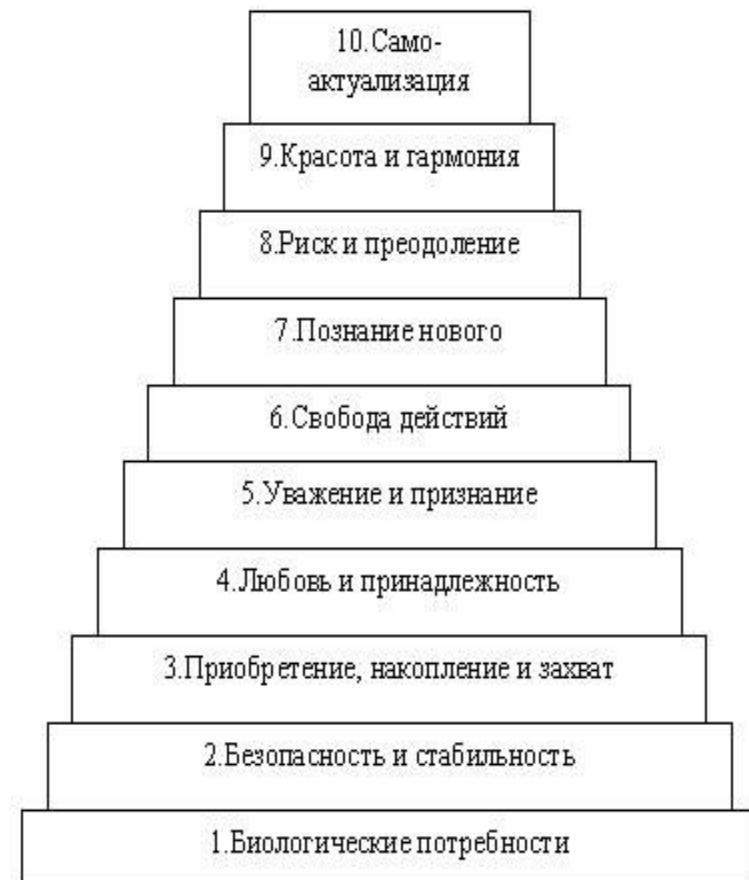 10.Само-
актуализация
9.Красота и гармония
8.Риск и преодоление
7.Познание нового
6.Свобода действий
5.Уважение и признание
4.Любовь и принадлежность
3.Приобретение, накопление и захват
2.Безопасность и стабильность
1.Биологические потребности